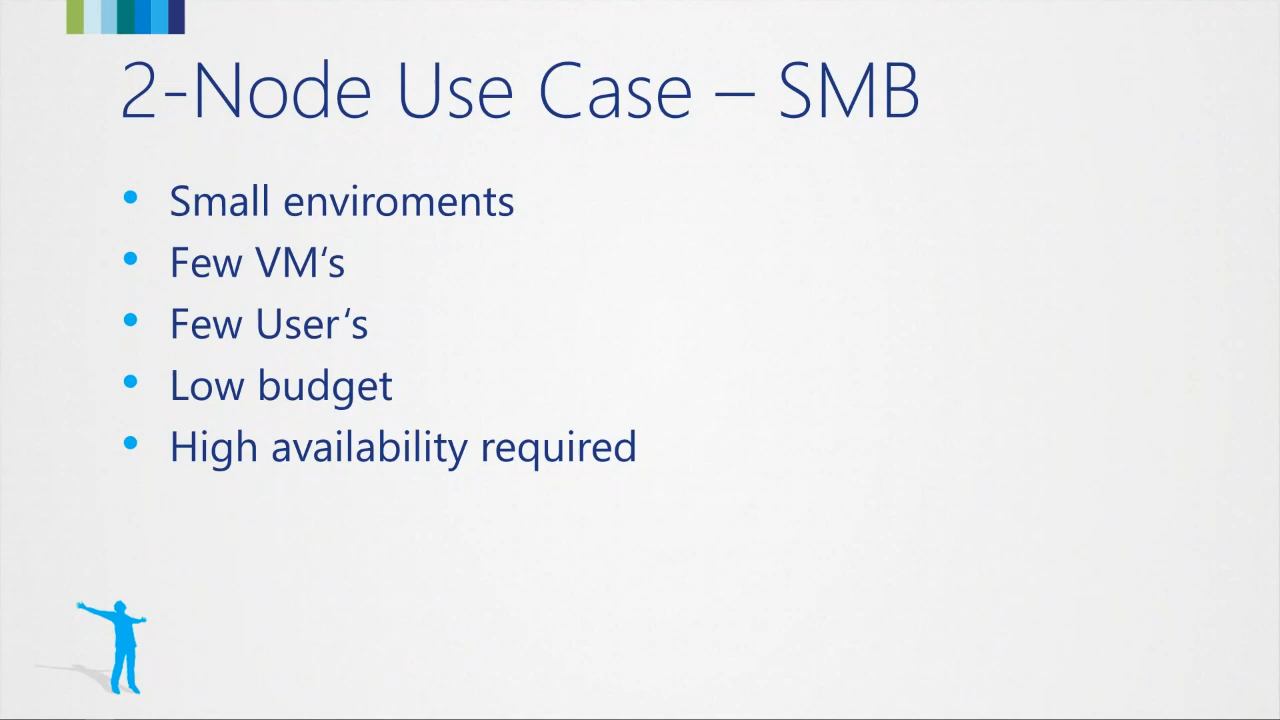 2-Node Use Case – SMB
• Small enviroments
• Few VM‘s
• Few User‘s
• Low budget
• High availability required